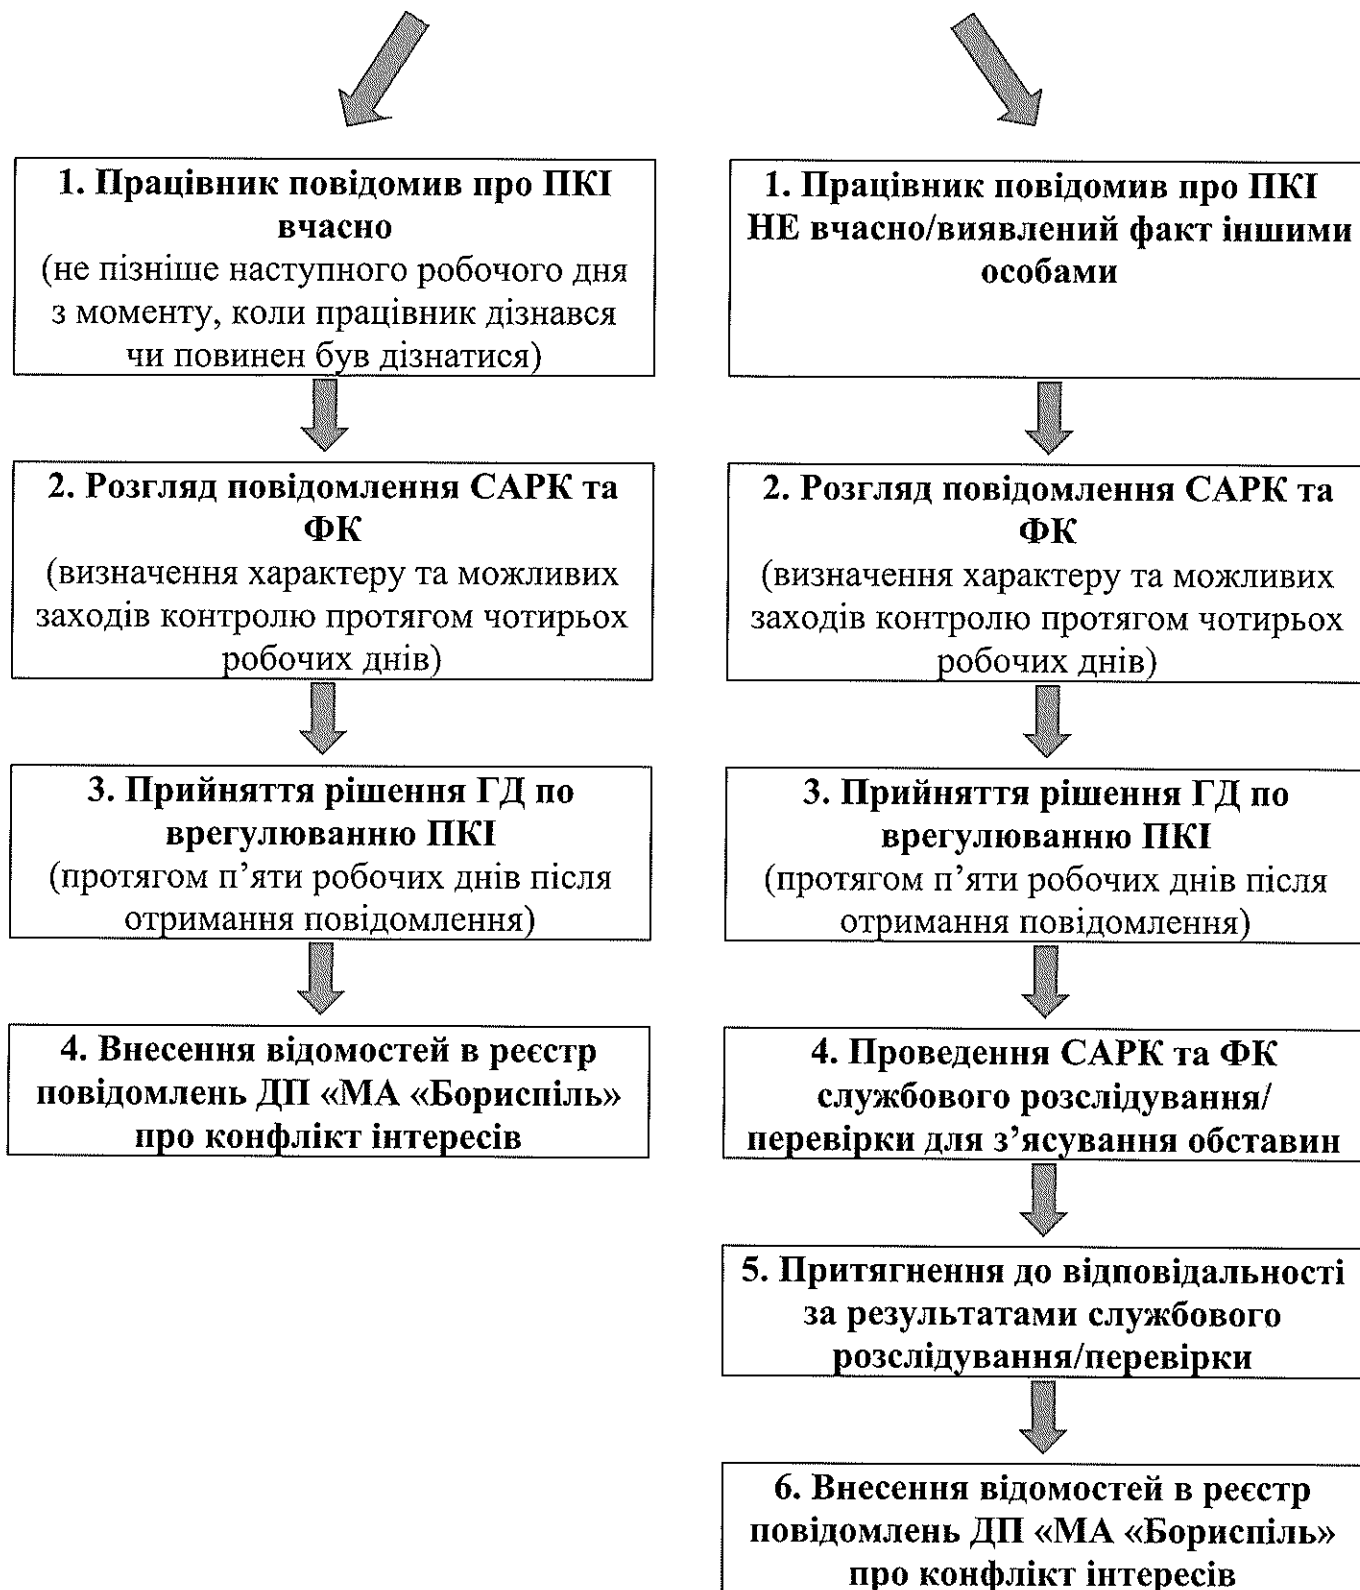 1. Працівник повідомив про ПКІ
вчасно
(не пізніше наступного робочого дня
з моменту, коли працівник дізнався
чи повинен був дізнатися)
2. Розгляд повідомлення САРК та
ФК
(визначення характеру та можливих
заходів контролю протягом чотирьох
робочих днів)
3. Прийняття рішення ГД по
врегулюванню ПКІ
(протягом п’яти робочих днів після
отримання повідомлення)
4. Внесення відомостей в реєстр
повідомлень ДП «МА «Бориспіль»
про конфлікт інтересів
1. Працівник повідомив про ПКІ
НЕ вчасно/виявлений факт іншими
особами
2. Розгляд повідомлення САРК та
ФК
(визначення характеру та можливих
заходів контролю протягом чотирьох
робочих днів)
3. Прийняття рішення ГД по
врегулюванню ПКІ
(протягом п’яти робочих днів після
отримання повідомлення)
4. Проведення САРК та ФК
службового розслідування/
перевірки для з’ясування обставин
5. Притягнення до відповідальності
за результатами службового
розслідування/перевірки
6. Внесення відомостей в реєстр
повідомлень ДП «МА «Бориспіль»
про конфлікт інтересів